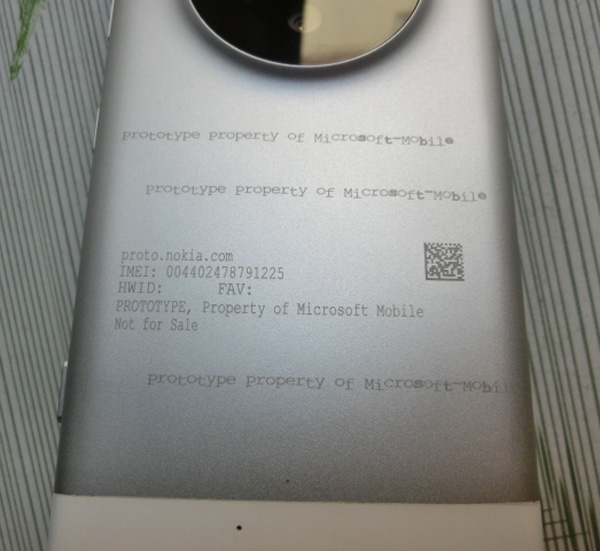 prototype property of Microsoft-Mobile
prototype property of Microsoft-Mobile
proto.nokia.com
IMEI: 004402478791225
HWID: FAV:
PROTOTYPE, Property of Microsoft Mobile
Not for Sale
prototype property of Microsoft-Mobil